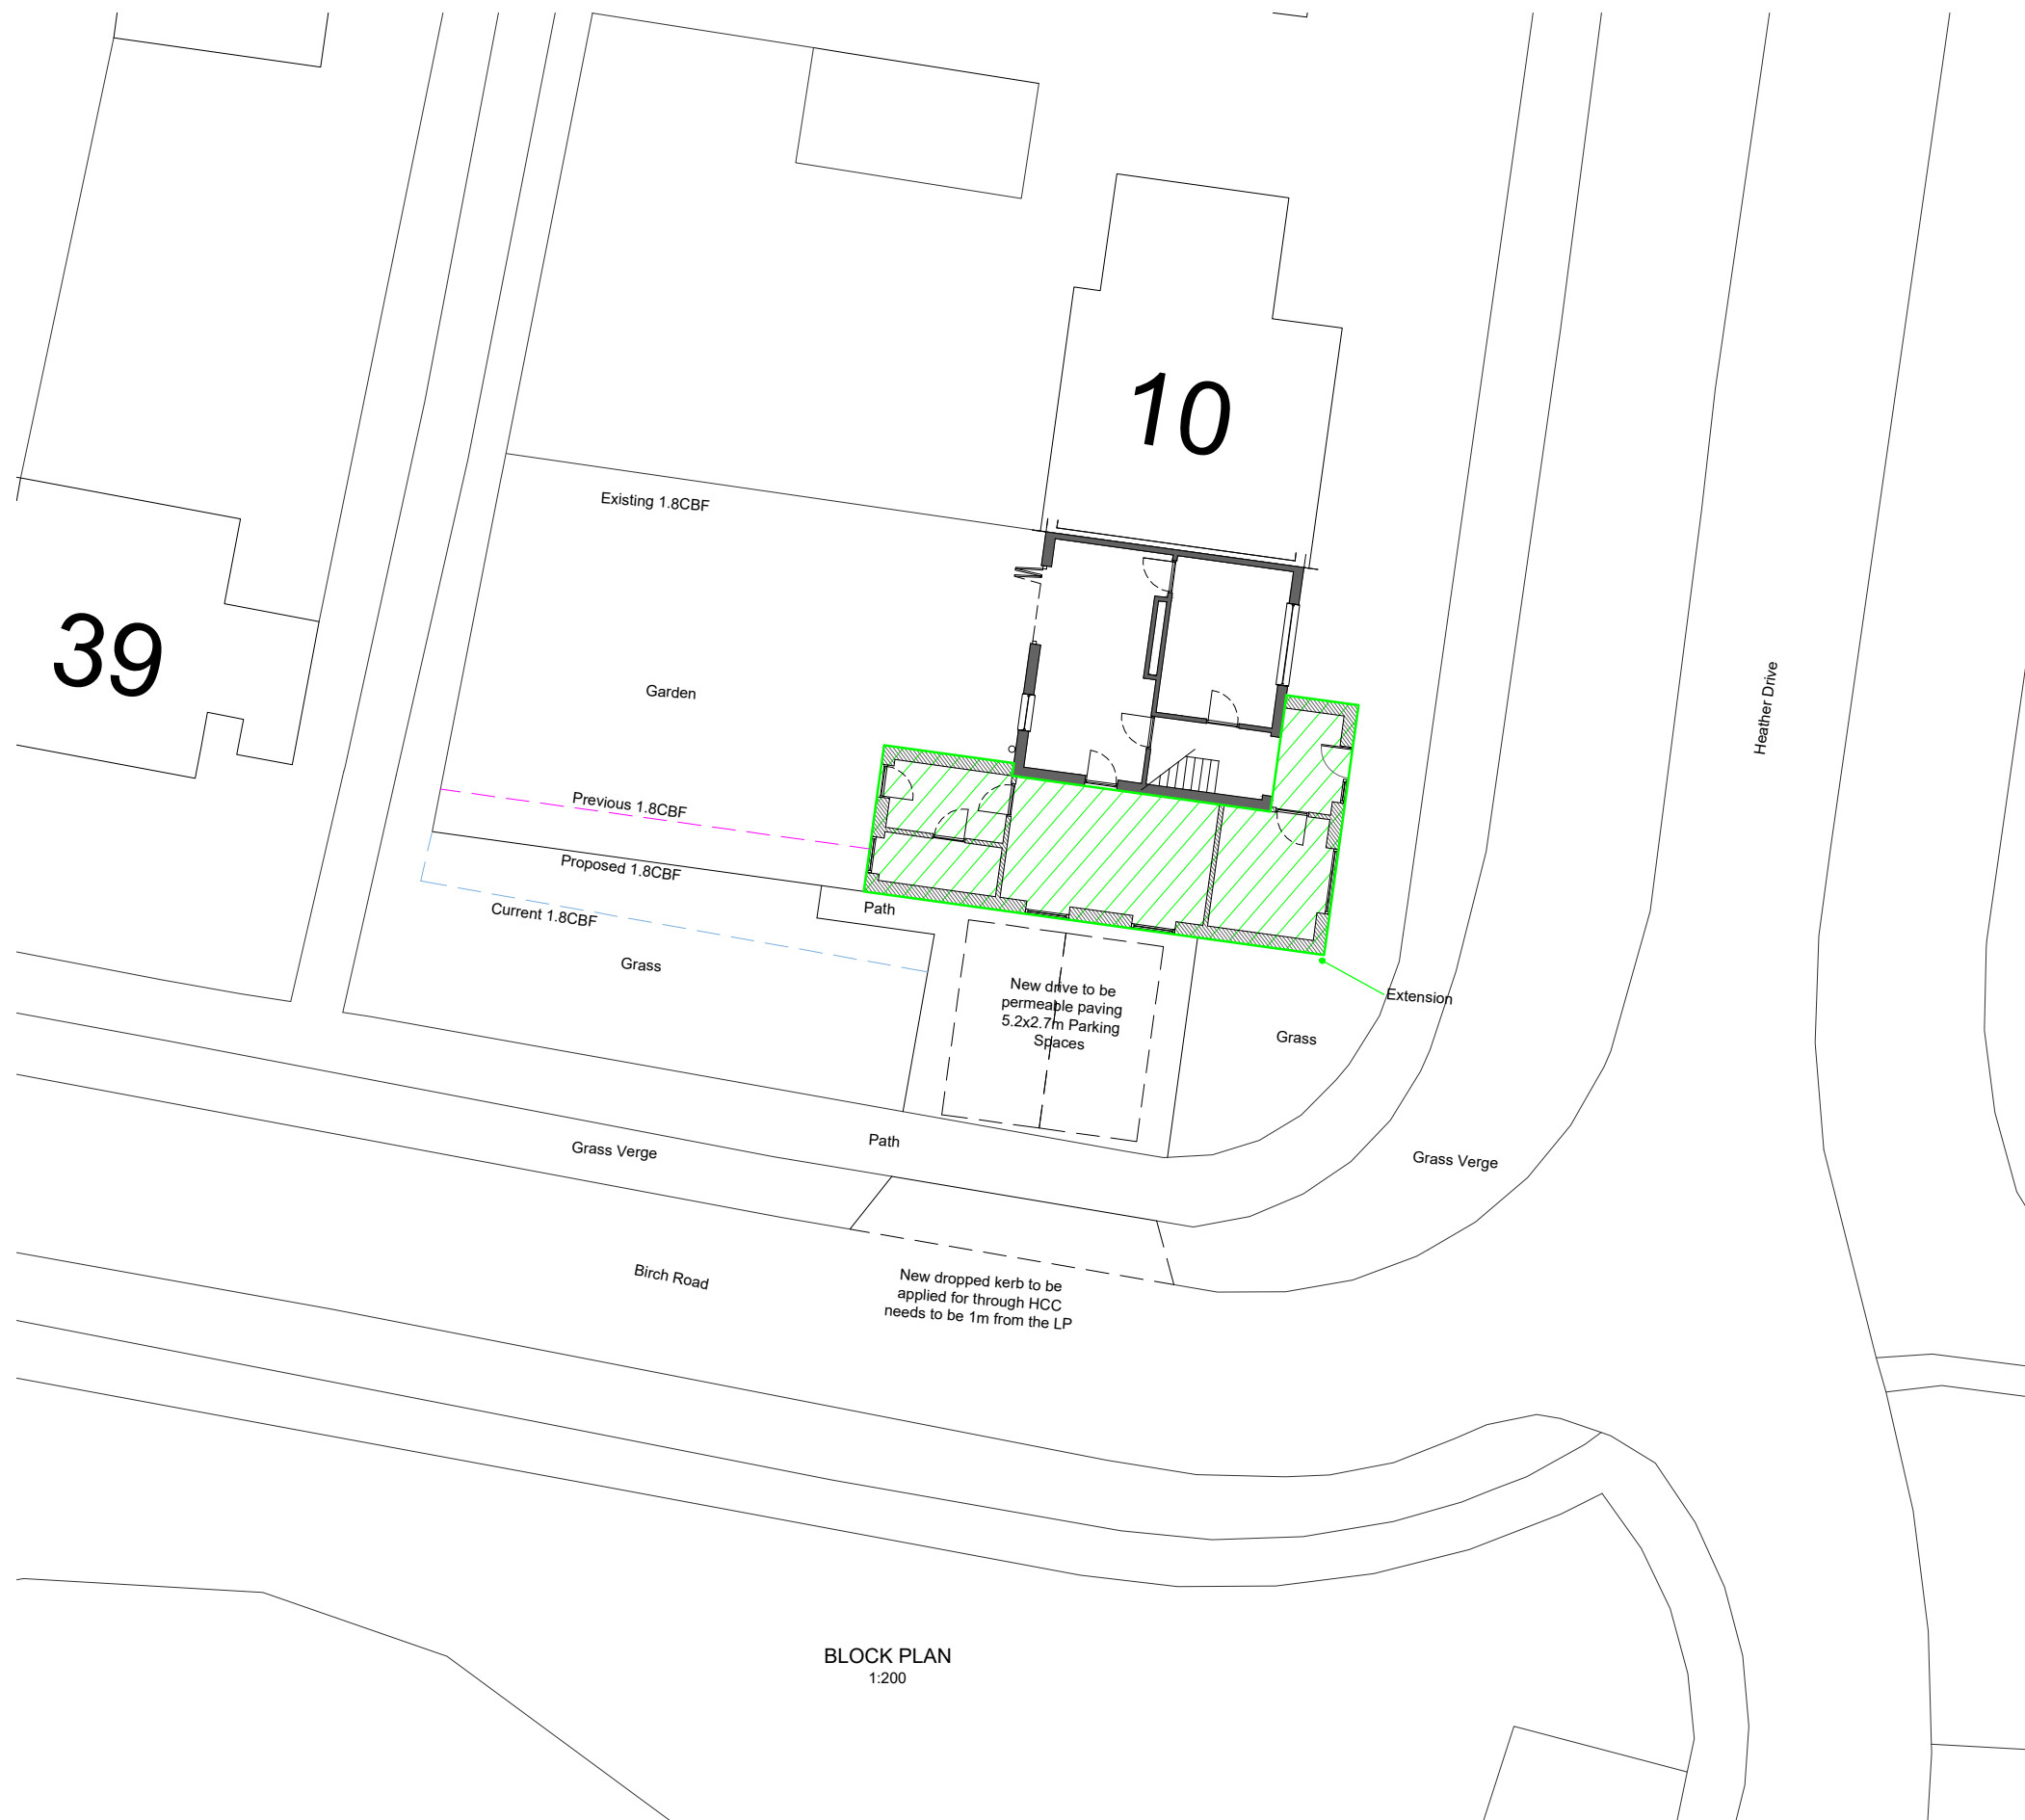 10
Existing 1.8CBF
39
Garden
Heather Drive
Previous 1.8CBF
Proposed 1.8CBF
Current 1.8CBF
Path
Grass
New drive to be
permeable paving
5.2x2.7m Parking
Spaces
Extension
Grass
Path
Grass Verge
Grass Verge
Birch Road
New dropped kerb to be
applied for through HCC
needs to be 1m from the LP
BLOCK PLAN
1:200